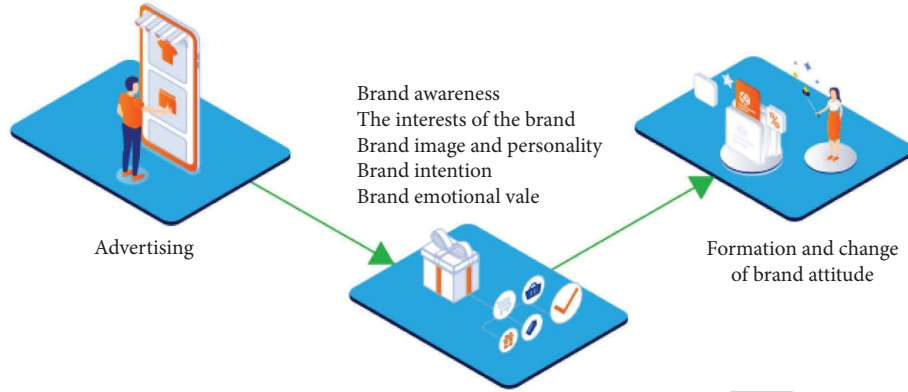 Brand awareness
The interests of the brand
Brand image and personality
Brand intention
Brand emotional vale
Advertising
Formation and change
of brand attitude
%